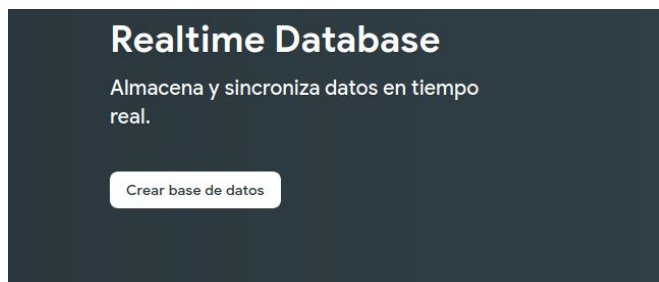 Realtime Database
Almacena y sincroniza datos en tiempo
real.
Crear base de datos